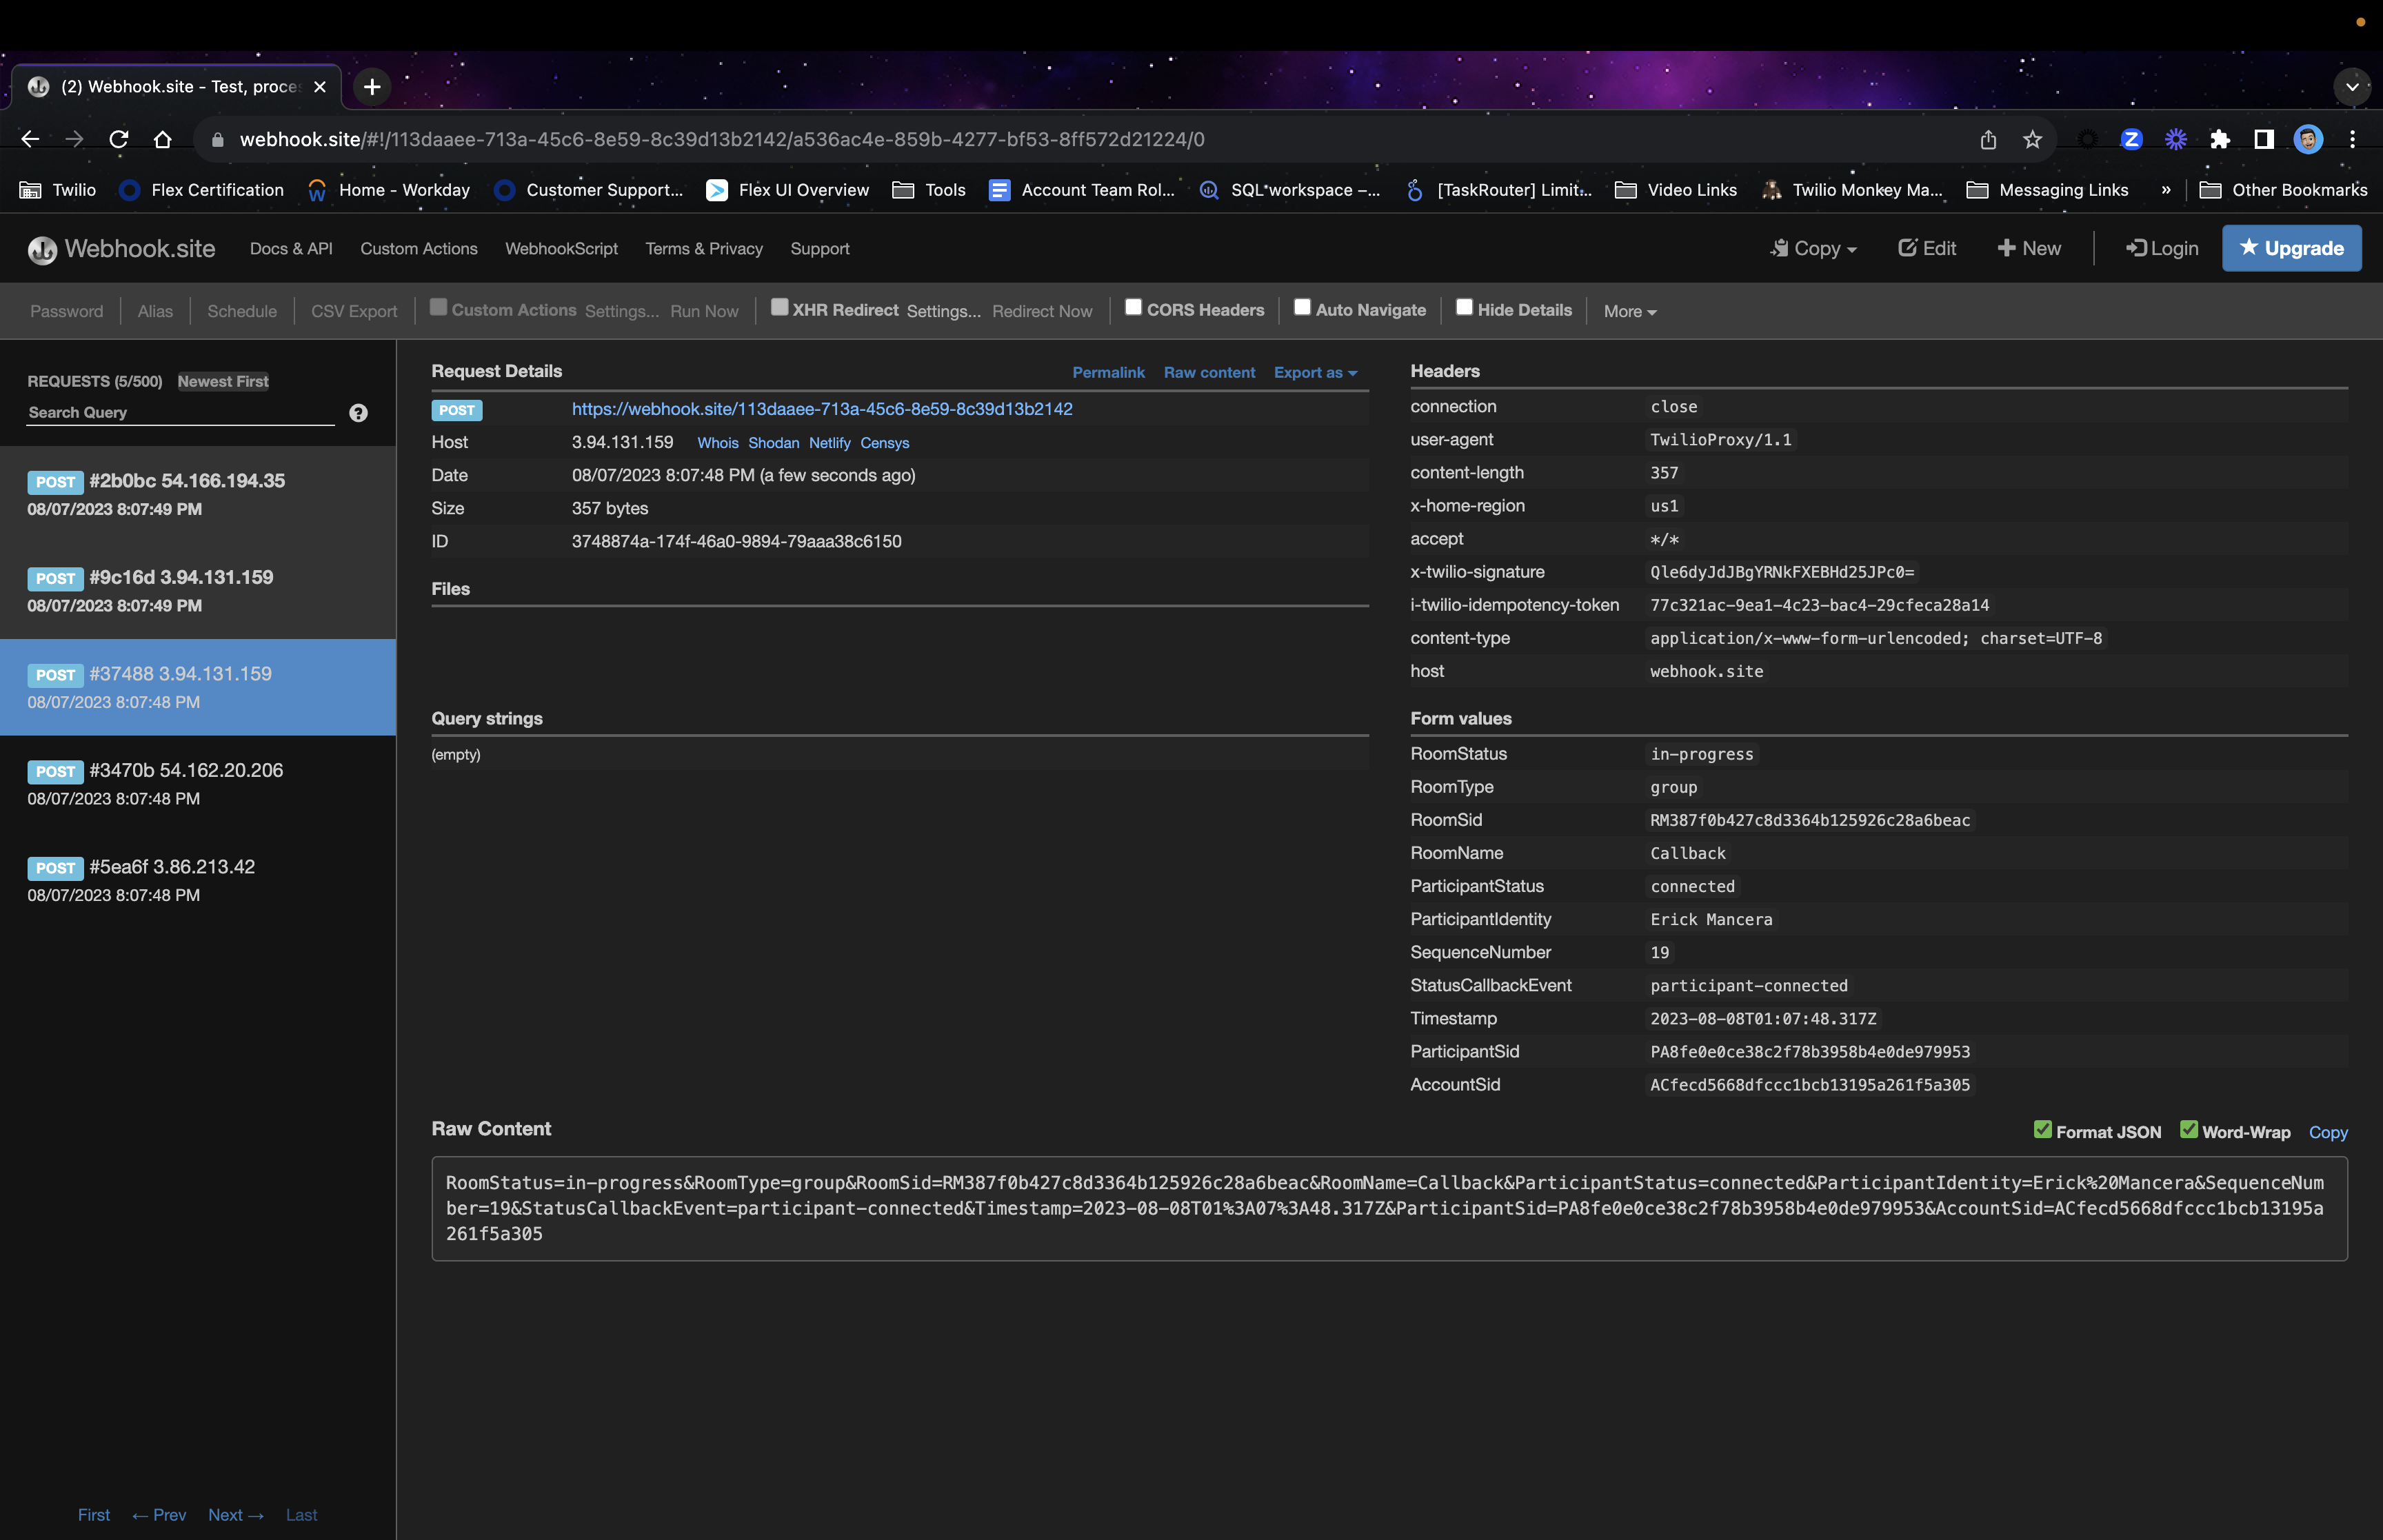 (2) Webhook.site - Test, proces
webhook.site/#!/113daaee-713a-45c6-8e59-8c39d13b2142/a536ac4e-859b-4277-bf53-8ff572d21224/0
Twilio Flex Certification Home - Workday Customer Support... Flex UI Overview Tools Account Team Rol... SQL workspace –... [TaskRouter] Limit... Video Links Twilio Monkey Ma... Messaging Links » Other Bookmarks
Webhook.site Docs & API Custom Actions WebhookScript Terms & Privacy Support Copy Edit New Login Upgrade
Password Alias Schedule CSV Export Custom Actions Settings... Run Now XHR Redirect Settings... Redirect Now CORS Headers Auto Navigate Hide Details More
REQUESTS (5/500) Newest First
Search Query
POST #2b0bc 54.166.194.35
08/07/2023 8:07:49 PM
POST #9c16d 3.94.131.159
08/07/2023 8:07:49 PM
POST #37488 3.94.131.159
08/07/2023 8:07:48 PM
POST #3470b 54.162.20.206
08/07/2023 8:07:48 PM
POST #5ea6f 3.86.213.42
08/07/2023 8:07:48 PM
First ← Prev Next → Last
Request Details Permalink Raw content Export as
POST https://webhook.site/113daaee-713a-45c6-8e59-8c39d13b2142
Host 3.94.131.159 Whois Shodan Netlify Censys
Date 08/07/2023 8:07:48 PM (a few seconds ago)
Size 357 bytes
ID 3748874a-174f-46a0-9894-79aaa38c6150
Files
Query strings
(empty)
Headers
connection close
user-agent TwilioProxy/1.1
content-length 357
x-home-region us1
accept */*
x-twilio-signature Qle6dyJdJBgYRNkFXEBHd25JPc0=
i-twilio-idempotency-token 77c321ac-9ea1-4c23-bac4-29cfeca28a14
content-type application/x-www-form-urlencoded; charset=UTF-8
host webhook.site
Form values
RoomStatus in-progress
RoomType group
RoomSid RM387f0b427c8d3364b125926c28a6beac
RoomName Callback
ParticipantStatus connected
ParticipantIdentity Erick Mancera
SequenceNumber 19
StatusCallbackEvent participant-connected
Timestamp 2023-08-08T01:07:48.317Z
ParticipantSid PA8fe0e0ce38c2f78b3958b4e0de979953
AccountSid ACfecd5668dfccc1bcb13195a261f5a305
Raw Content Format JSON Word-Wrap Copy
RoomStatus=in-progress&RoomType=group&RoomSid=RM387f0b427c8d3364b125926c28a6beac&RoomName=Callback&ParticipantStatus=connected&ParticipantIdentity=Erick%20Mancera&SequenceNum
ber=19&StatusCallbackEvent=participant-connected&Timestamp=2023-08-08T01%3A07%3A48.317Z&ParticipantSid=PA8fe0e0ce38c2f78b3958b4e0de979953&AccountSid=ACfecd5668dfccc1bcb13195a
261f5a305